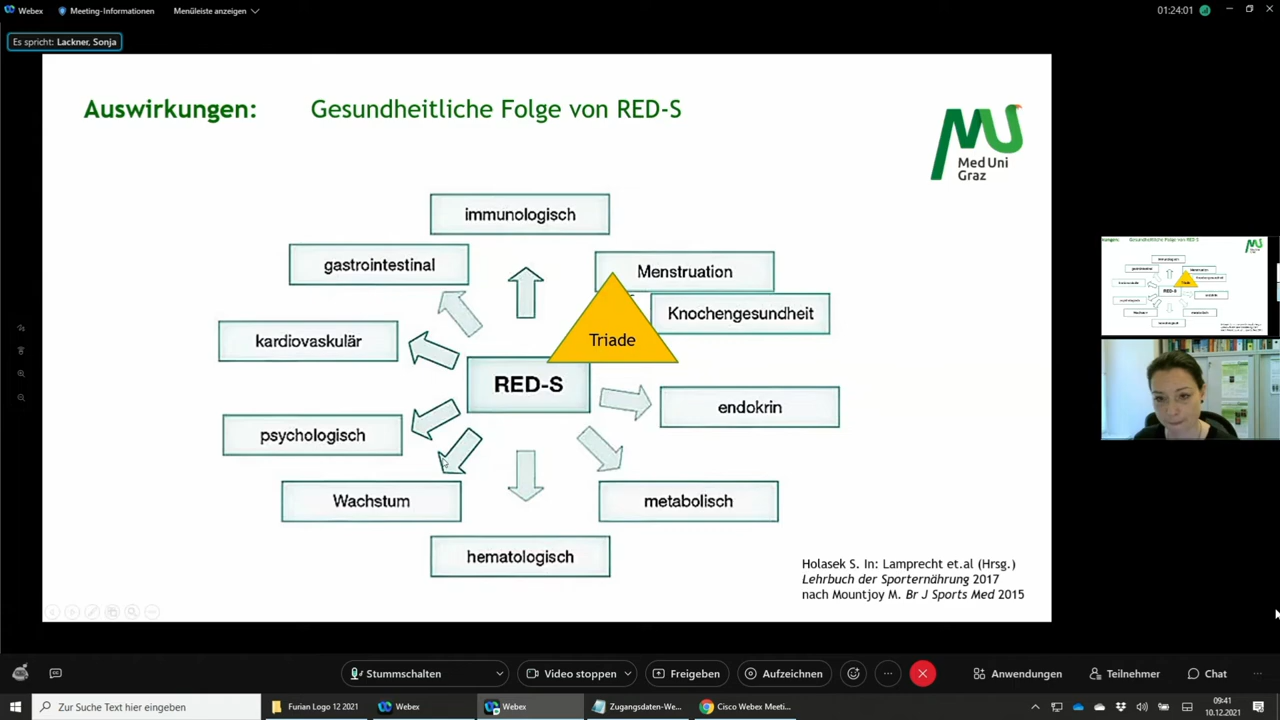 Webex
Meeting-Informationen
Menüleiste anzeigen
01:24:01
Es spricht: Lackner, Sonja
Auswirkungen:
Gesundheitliche Folge von RED-S
Med Uni
Graz
immunologisch
gastrointestinal
Menstruation
Knochengesundheit
kardiovaskulär
Triade
RED-S
endokrin
psychologisch
Wachstum
metabolisch
hematologisch
Holasek S. In: Lamprecht et.al (Hrsg.)
Lehrbuch der Sporternährung 2017
nach Mountjoy M. Br J Sports Med 2015
Stummschalten
Video stoppen
Freigeben
Aufzeichnen
Anwendungen
Teilnehmer
Chat
Zur Suche Text hier eingeben
Furian Logo 12 2021
Webex
Webex
Zugangsdaten-We...
Cisco Webex Meeti...
09:41
10.12.2021